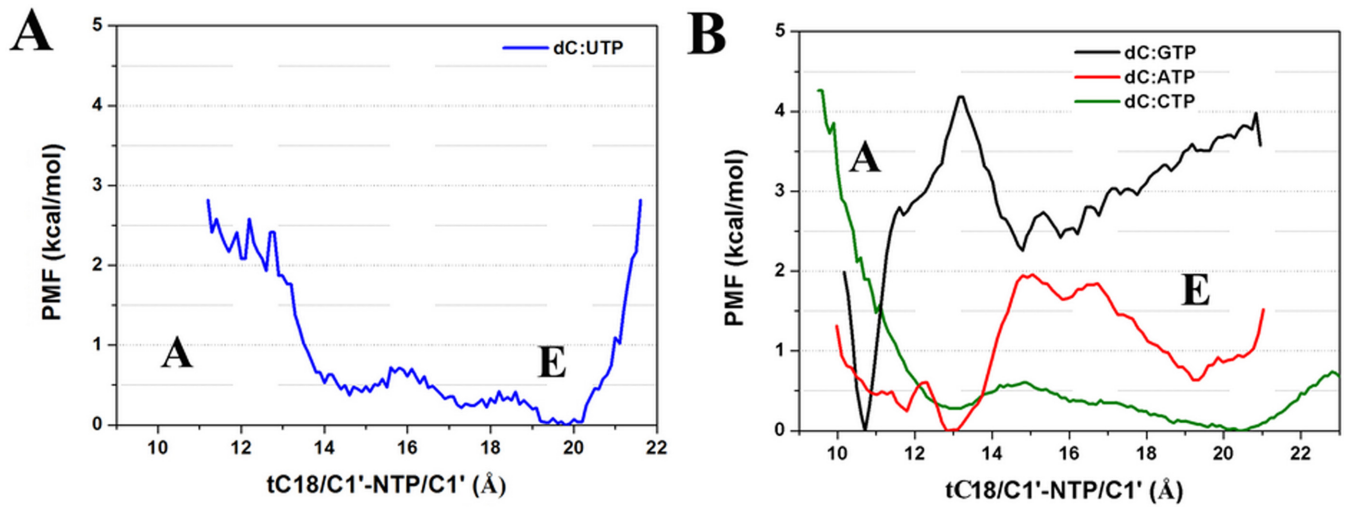 A
5
4
3
2
1
0
PMF (kcal/mol)
dC:UTP
A
E
10 12 14 16 18 20 22
tC18/C1'-NTP/C1' (Å)
B
5
4
3
2
1
0
PMF (kcal/mol)
dC:GTP
dC:ATP
dC:CTP
A
E
10 12 14 16 18 20 22
tC18/C1'-NTP/C1' (Å)